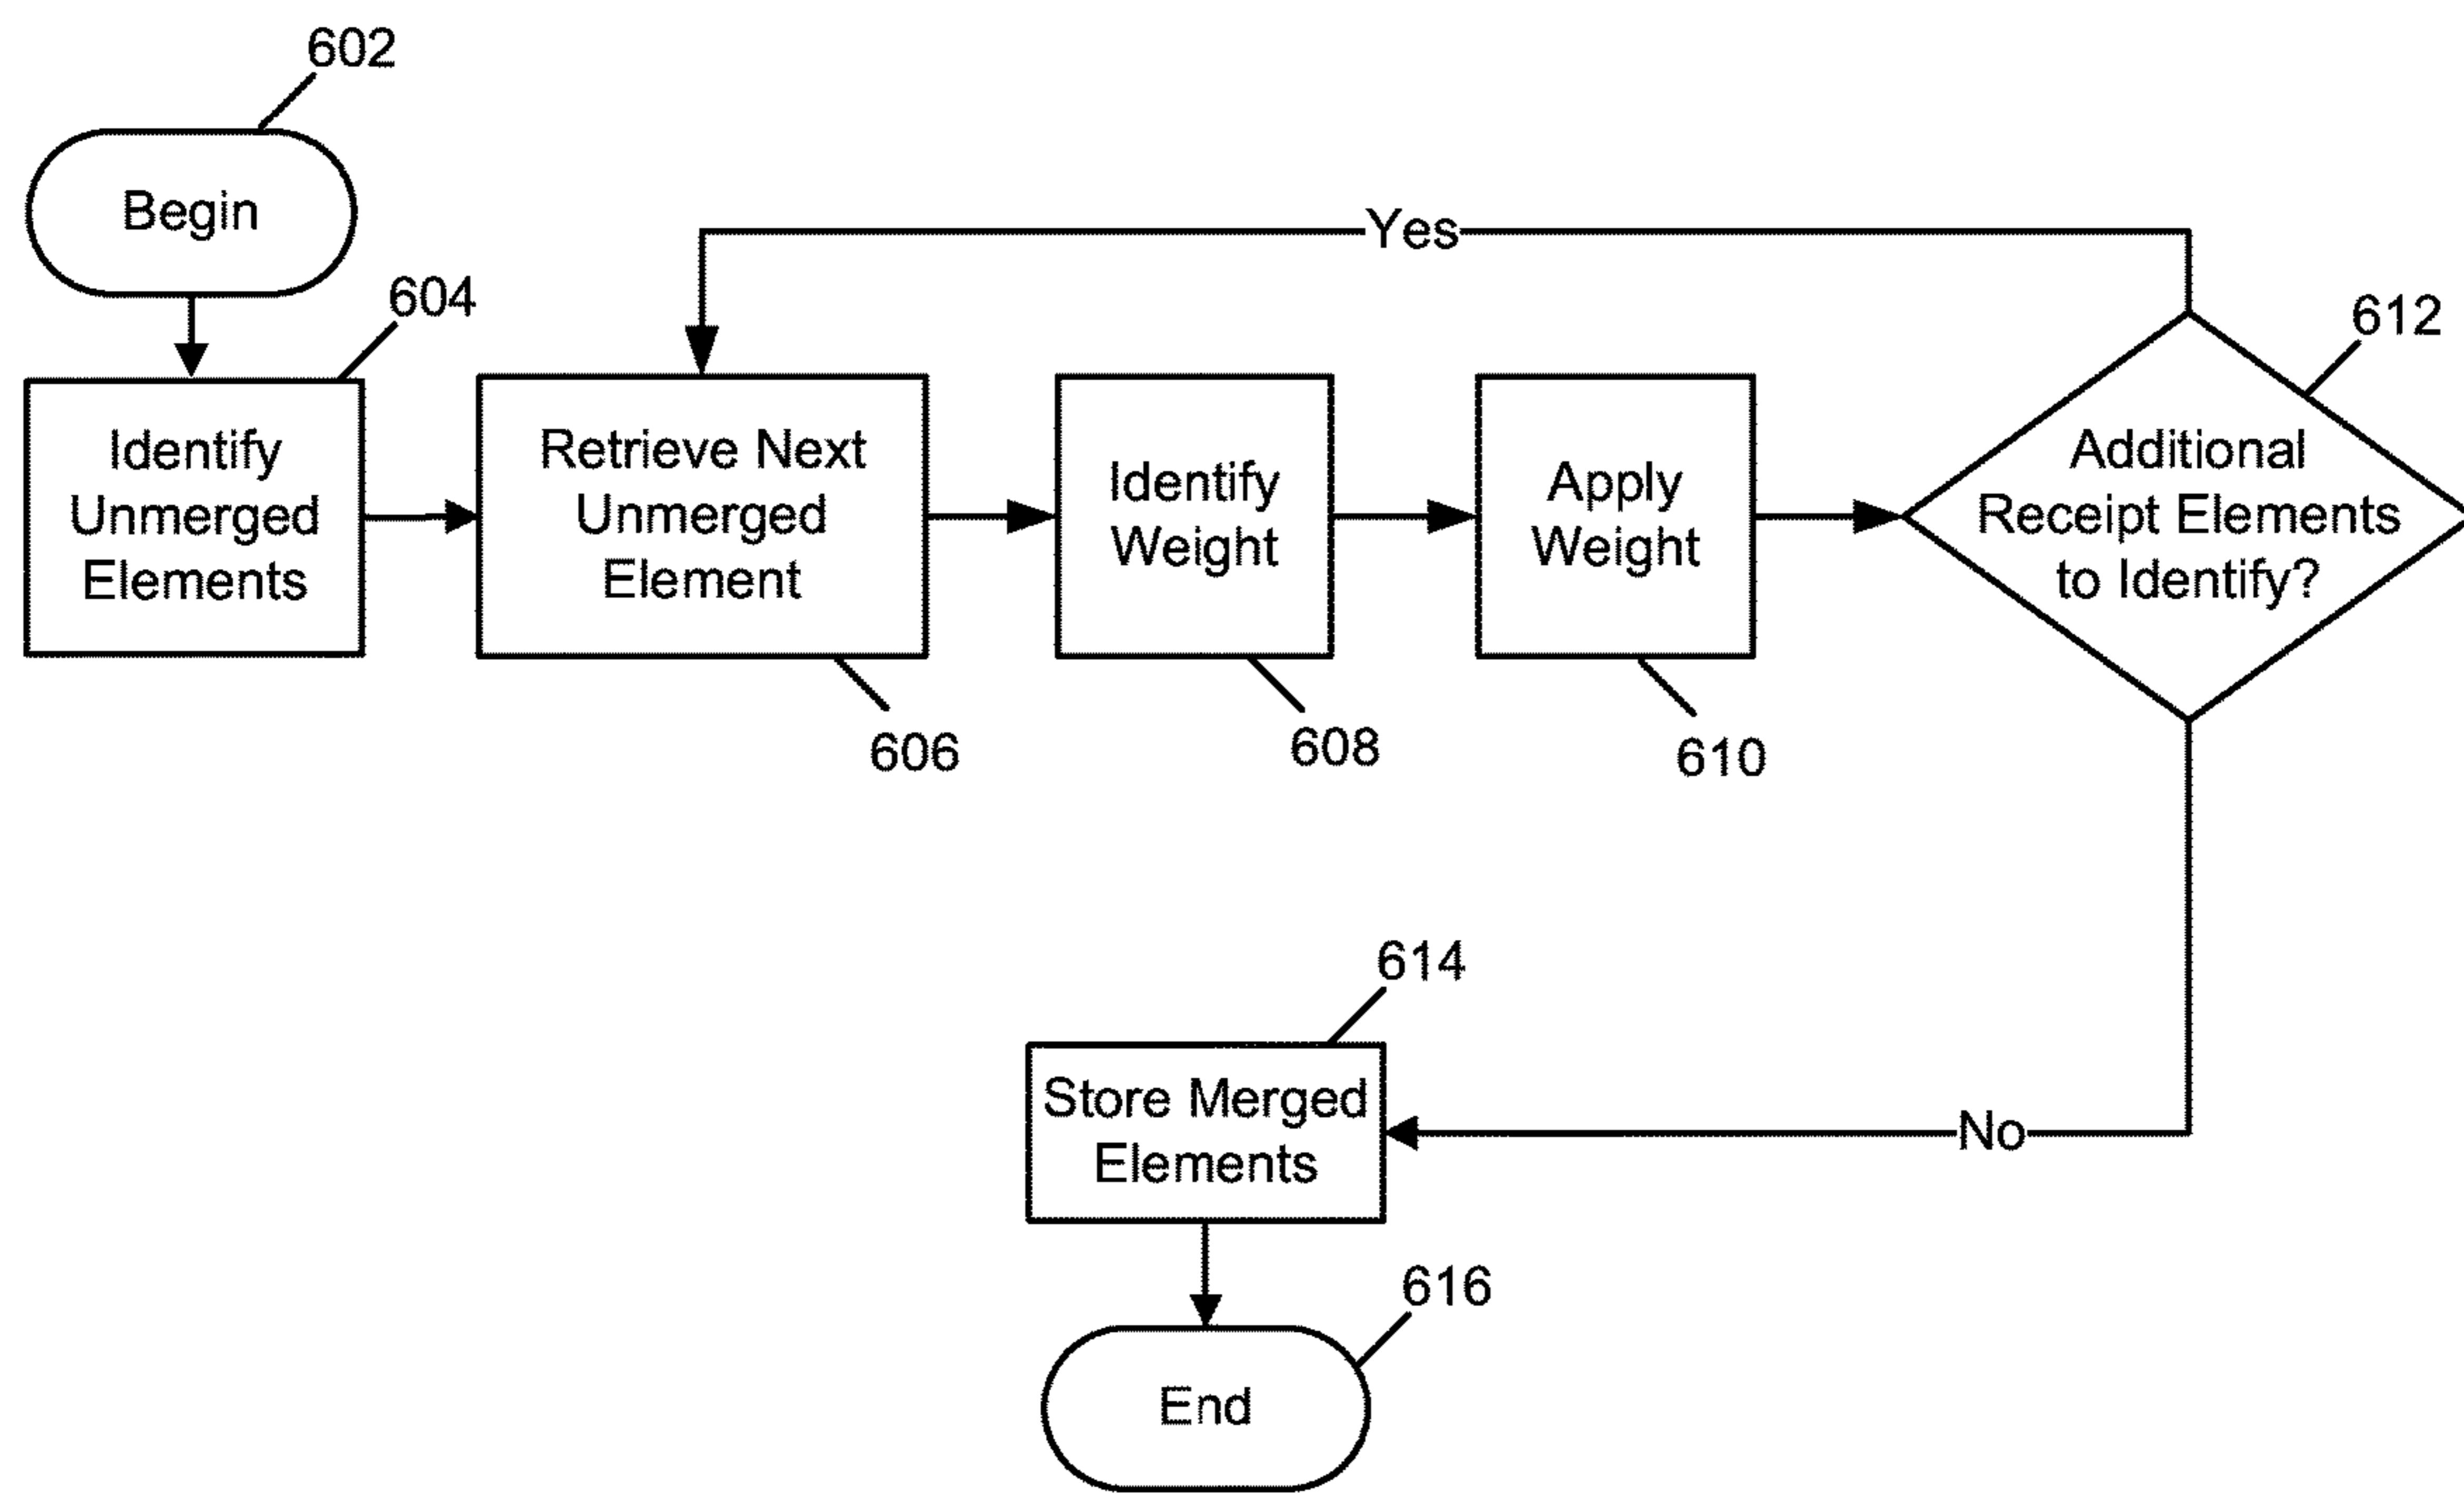 602
Begin
604
Identify
Unmerged
Elements
Yes
Retrieve Next
Unmerged
Element
606
Identify
Weight
608
Apply
Weight
610
612
Additional
Receipt Elements
to Identify?
No
614
Store Merged
Elements
616
End